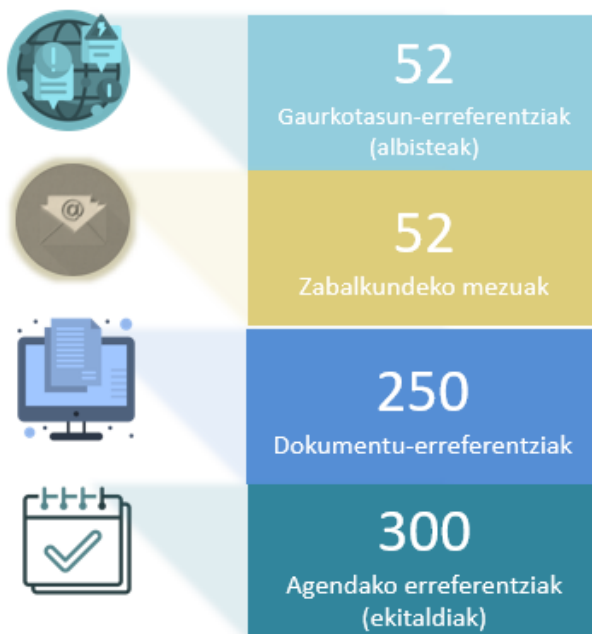 52
Gaurkotasun-erreferentziak
(albisteak)
@
52
Zabalkundeko mezuak
250
Dokumentu-erreferentziak
300
Agendako erreferentziak
(ekitaldiak)